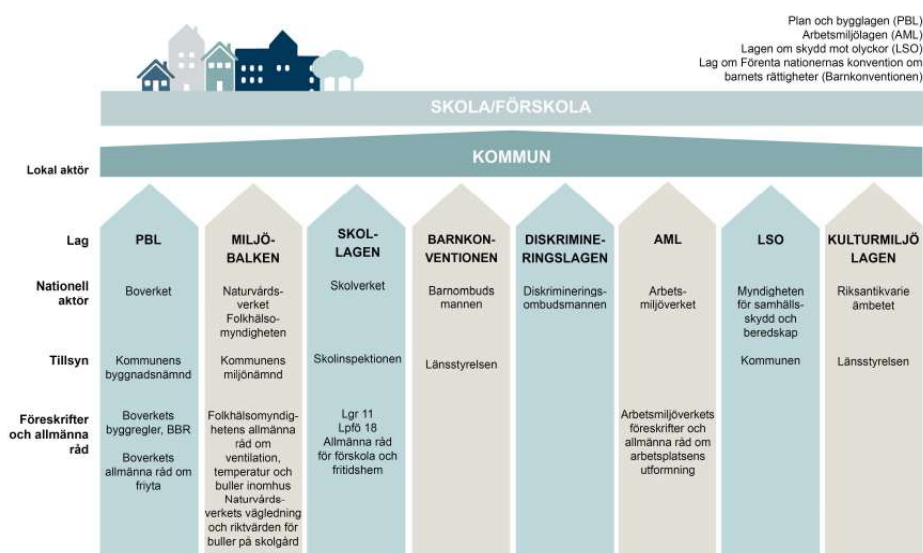 Plan och bygglagen (PBL)
Arbetsmiljölagen (AML)
Lagen om skydd mot olyckor (LSO)
Lag om Förenta nationernas konvention om
barnets rättigheter (Barnkonventionen)
SKOLA/FÖRSKOLA
Lokal aktör
KOMMUN
Lag
PBL
MILJÖ-
BALKEN
SKOL-
LAGEN
BARNKON-
VENTIONEN
DISKRIMINE-
RINGSLAGEN
AML
LSO
KULTURMILJÖ
LAGEN
Nationell
aktör
Boverket
Naturvårds-
verket
Folkhälso-
myndigheten
Skolverket
Barnombuds
mannen
Diskriminerings-
ombudsmannen
Arbets-
miljöverket
Myndigheten
för samhälls-
skydd och
beredskap
Riksantikvarie
ämbetet
Tillsyn
Kommunens
byggnadsnämnd
Kommunens
miljönämnd
Skolinspektionen
Länsstyrelsen
Kommunen
Länsstyrelsen
Föreskrifter
och allmänna
råd
Boverkets
byggregler, BBR
Boverkets
allmänna råd om
friyta
Folkhälsomyndig-
hetens allmänna
råd om
ventilation,
temperatur och
buller inomhus
Naturvårds-
verkets vägledning
och riktvärden för
buller på skolgård
Lgr 11
Lpfö 18
Allmänna råd
för förskola och
fritidshem
Arbetsmiljöverkets
föreskrifter och
allmänna råd om
arbetsplatsens
utformning